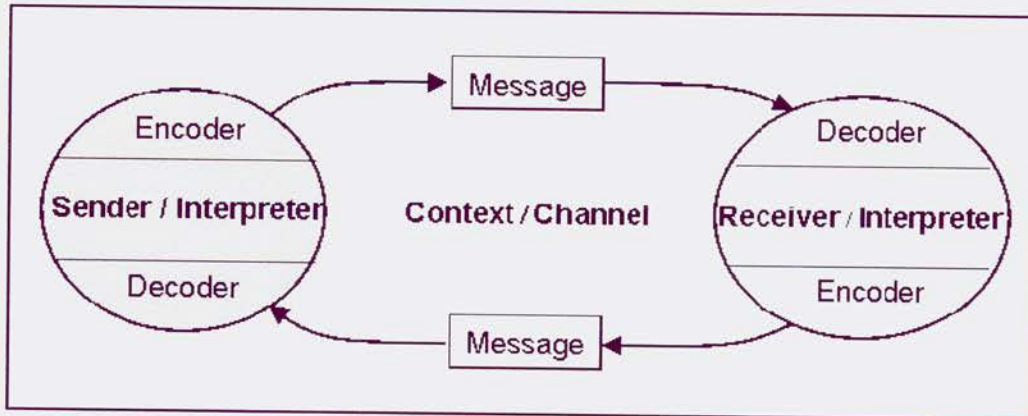 Message
Encoder
Decoder
Sender / Interpreter
Context / Channel
Receiver / Interpreter
Decoder
Encoder
Message